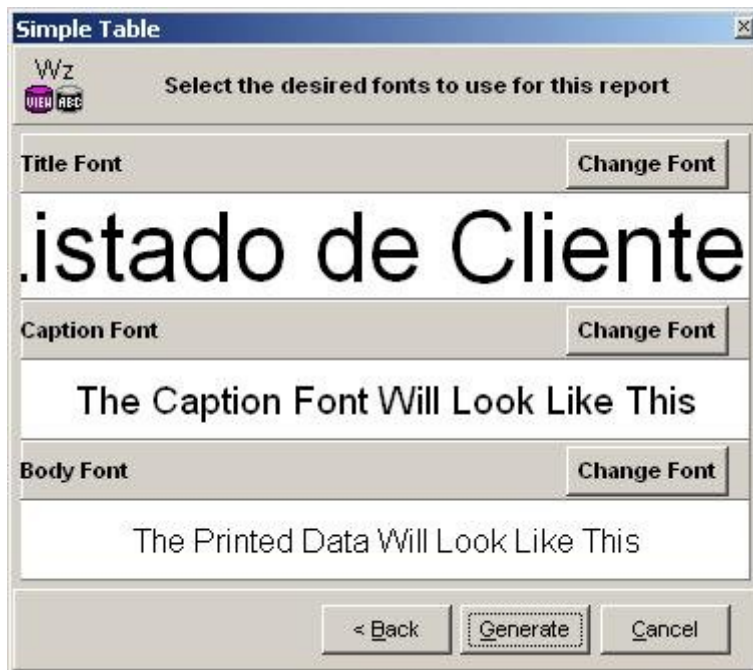 Simple Table
Wz
VIEW ABC
Select the desired fonts to use for this report
Title Font
Change Font
.istado de Cliente
Caption Font
Change Font
The Caption Font Will Look Like This
Body Font
Change Font
The Printed Data Will Look Like This
< Back
Generate
Cancel